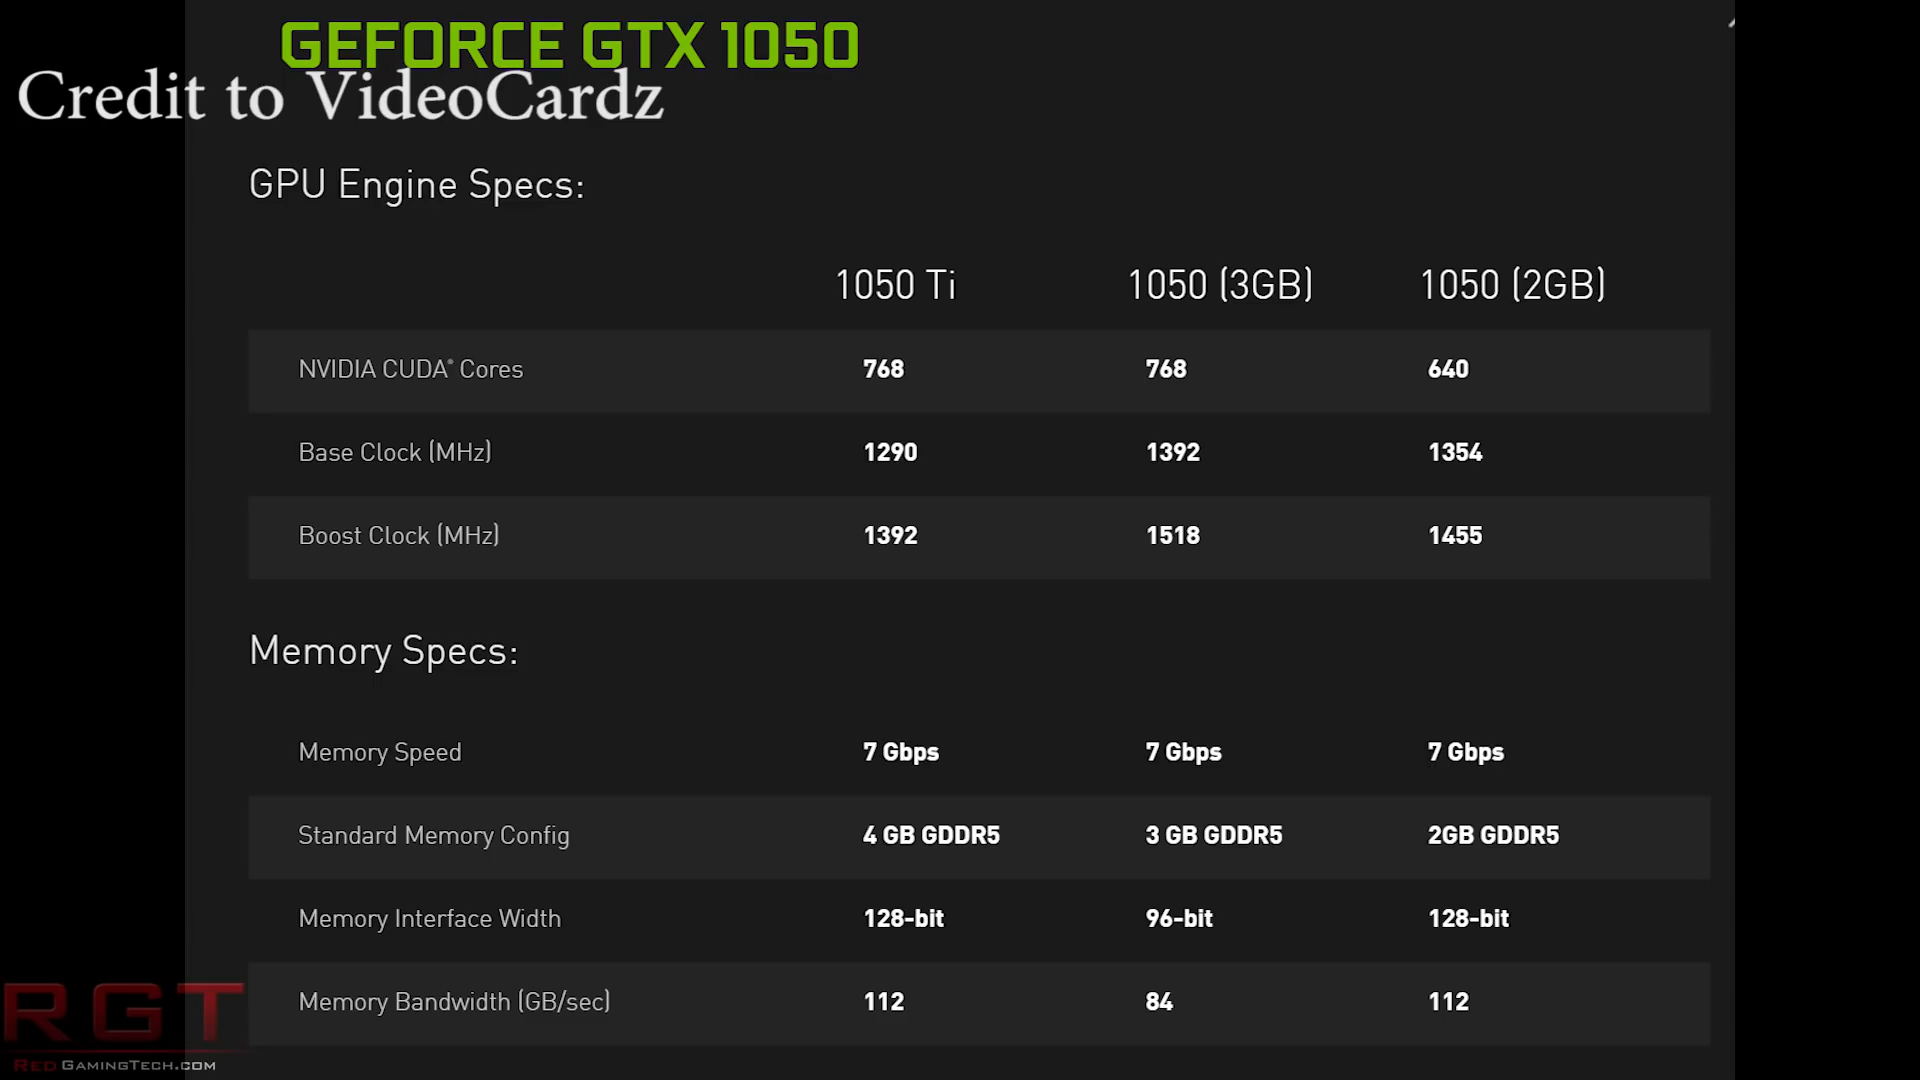 GEFORCE GTX 1050
Credit to VideoCardz
GPU Engine Specs:
1050 Ti 1050 (3GB) 1050 (2GB)
NVIDIA CUDA® Cores 768 768 640
Base Clock (MHz) 1290 1392 1354
Boost Clock (MHz) 1392 1518 1455
Memory Specs:
Memory Speed 7 Gbps 7 Gbps 7 Gbps
Standard Memory Config 4 GB GDDR5 3 GB GDDR5 2GB GDDR5
Memory Interface Width 128-bit 96-bit 128-bit
Memory Bandwidth (GB/sec) 112 84 112
RGT
REDGAMINGTECH.COM